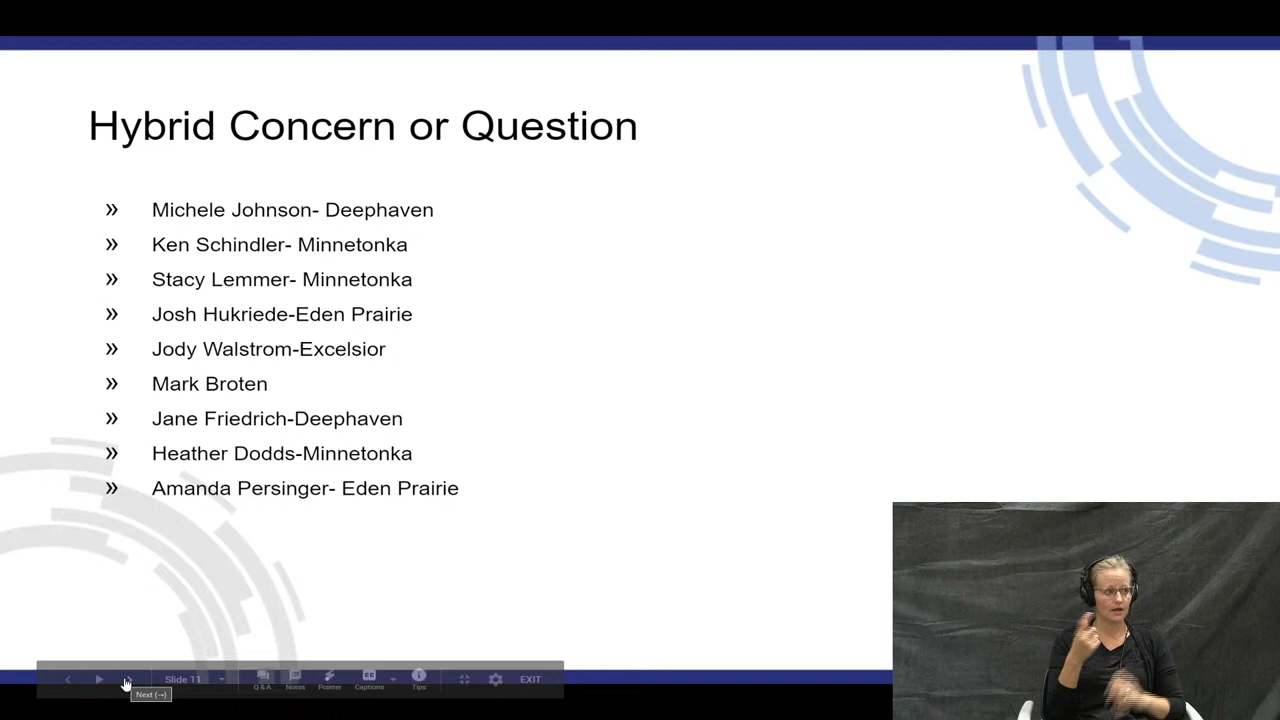 Hybrid Concern or Question
» Michele Johnson- Deephaven
» Ken Schindler- Minnetonka
» Stacy Lemmer- Minnetonka
» Josh Hukriede-Eden Prairie
» Jody Walstrom-Excelsior
» Mark Broten
» Jane Friedrich-Deephaven
» Heather Dodds-Minnetonka
» Amanda Persinger- Eden Prairie
Slide 11 Q & A Notes Pointer Captions Tips EXIT
Next (→)